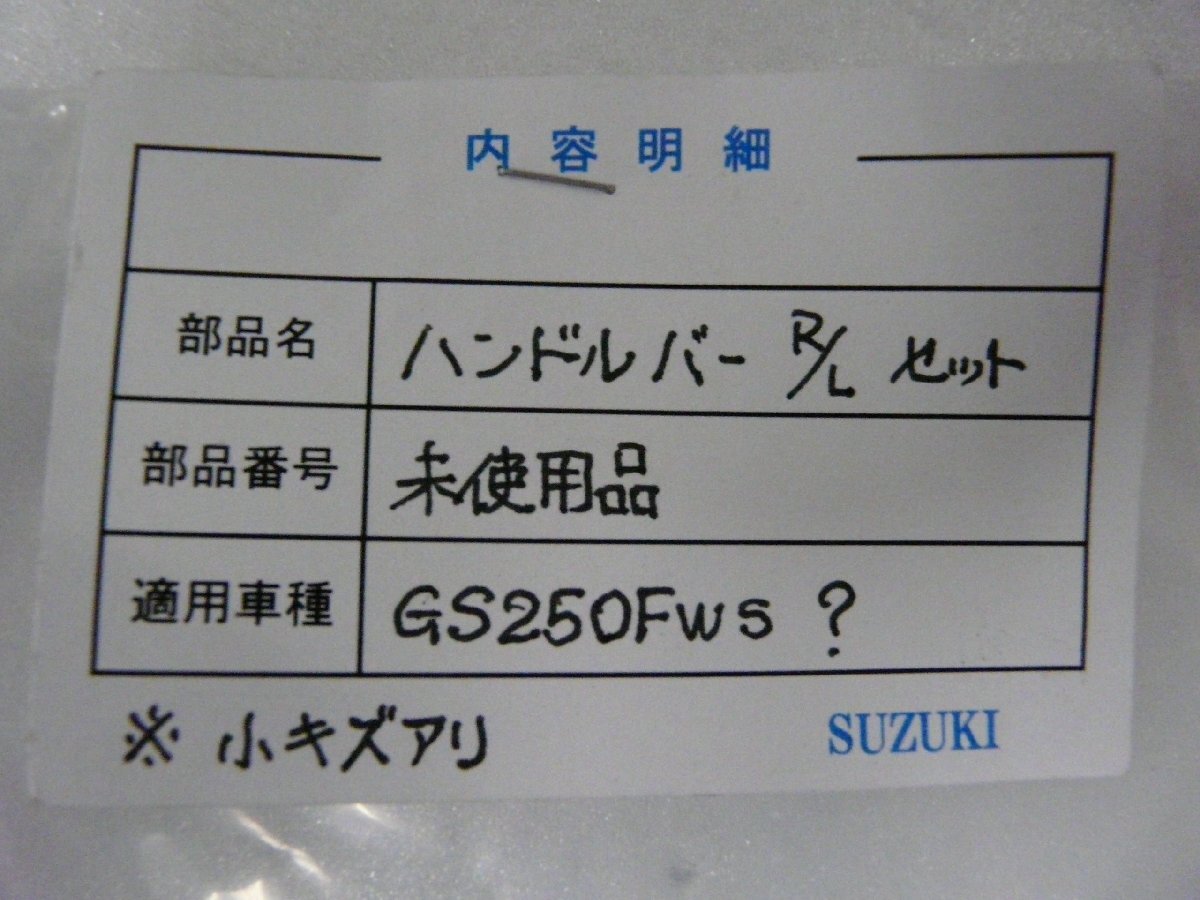 内容明細
部品名 ハンドルバー R/L セット
部品番号 未使用品
適用車種 GS250FWS ?
※ 小キズアリ SUZUKI